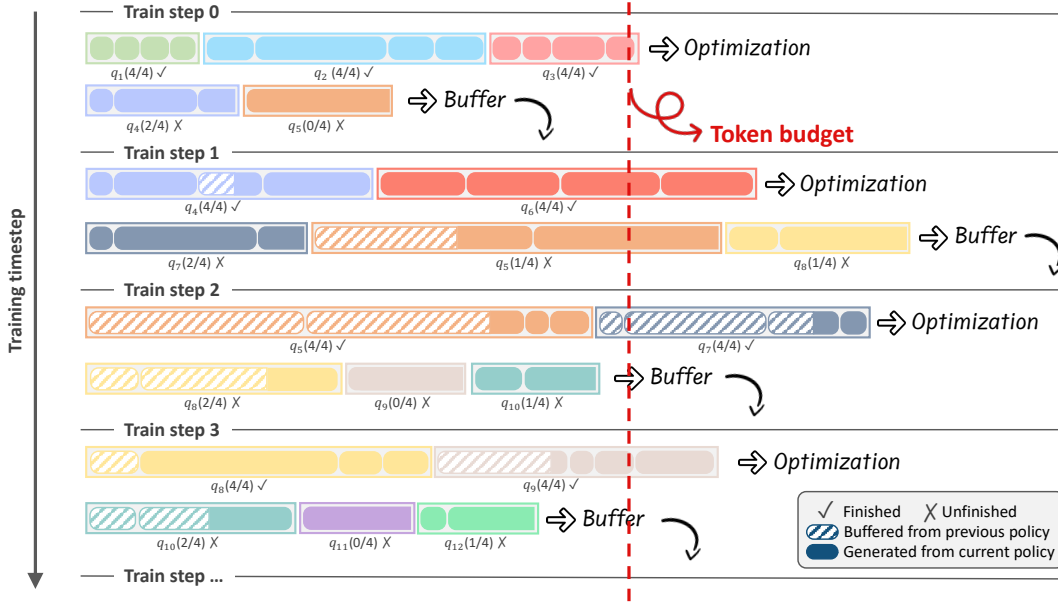 Train step 0
Optimization
q1(4/4) ✓ q2 (4/4) ✓ q3(4/4) ✓
Buffer
q4(2/4) X q5(0/4) X
Token budget
Train step 1
Optimization
q4(4/4) ✓ q6(4/4) ✓
Buffer
q7(2/4) X q5(1/4) X q8(1/4) X
Train step 2
Optimization
q5(4/4) ✓ q7(4/4) ✓
Buffer
q8(2/4) X q9(0/4) X q10(1/4) X
Train step 3
Optimization
q8(4/4) ✓ q9(4/4) ✓
Buffer
q10(2/4) X q11(0/4) X q12(1/4) X
Train step ...
Training timestep
✓ Finished X Unfinished
Buffered from previous policy
Generated from current policy